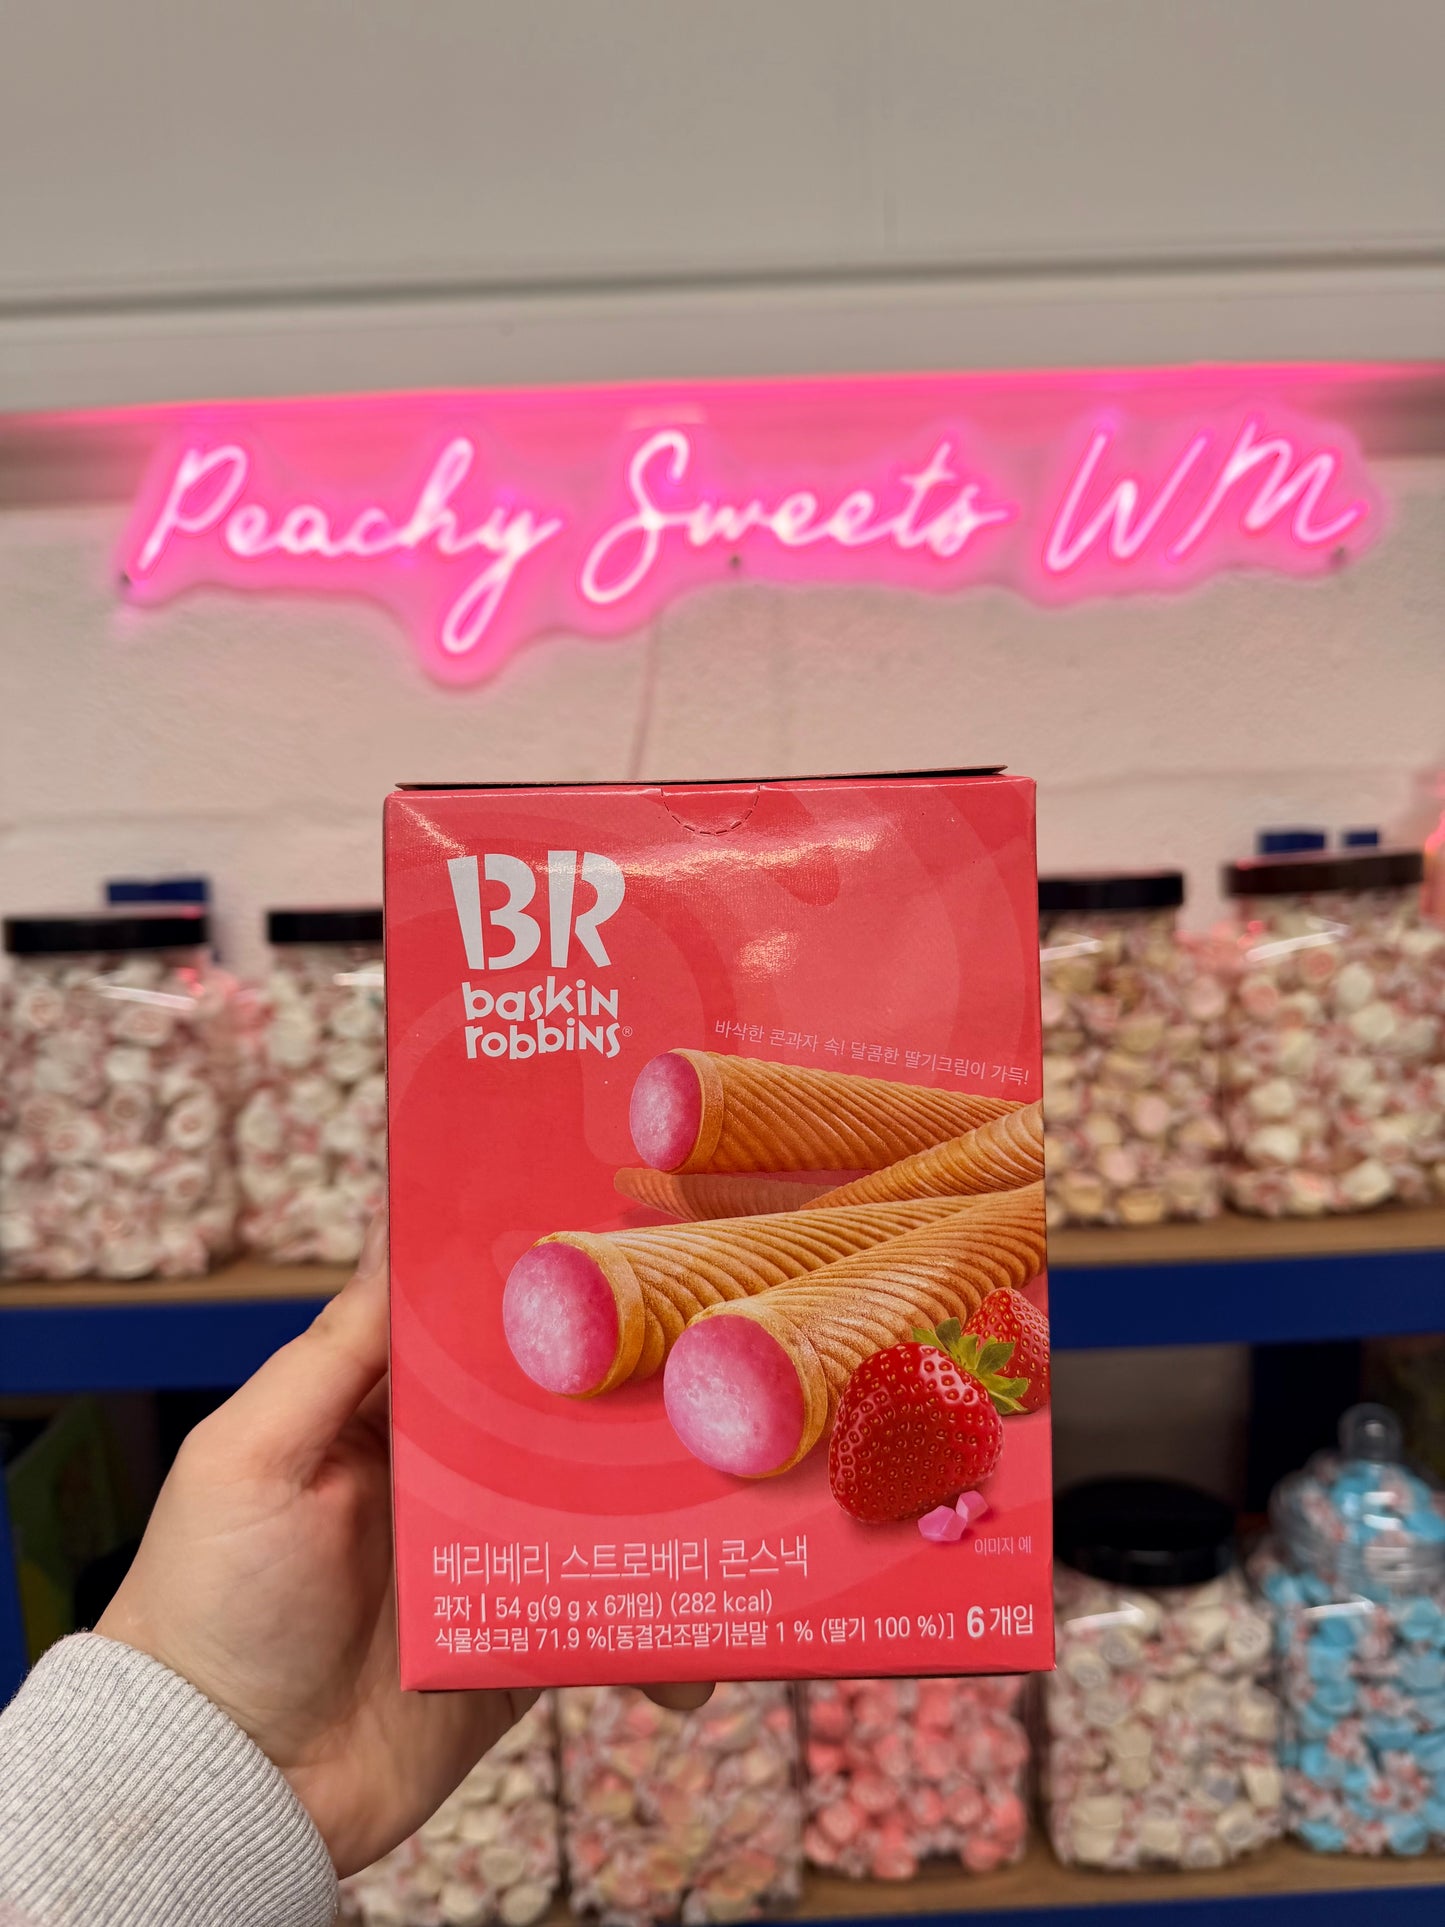 Peachy Sweets WM
BR
baskin
robbins®
바삭한 콘과자 속! 달콤한 딸기크림이 가득!
이미지 예
베리베리 스트로베리 콘스낵
과자 | 54 g(9 g x 6개입) (282 kcal)
식물성크림 71.9 %[동결건조딸기분말 1 % (딸기 100 %)] 6개입